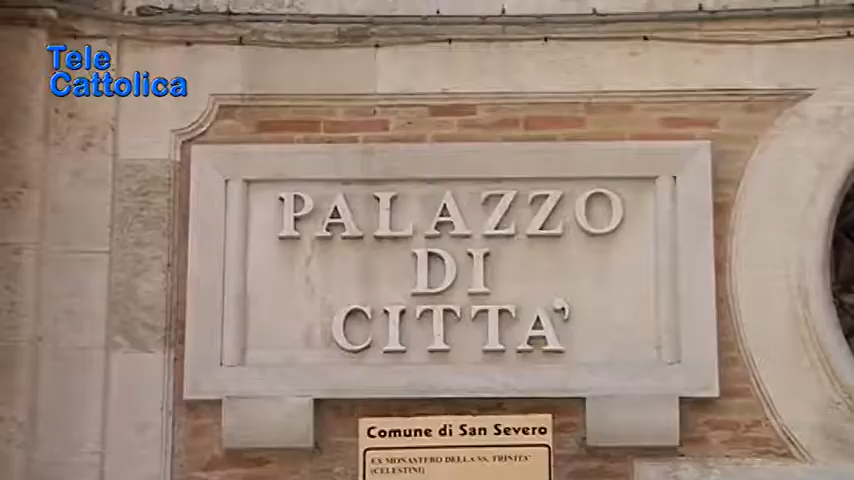 Tele
Cattolica
PALAZZO
DI
CITTA'
Comune di San Severo
EX MONASTERO DELLA SS. TRINITA'
(CELESTINI)